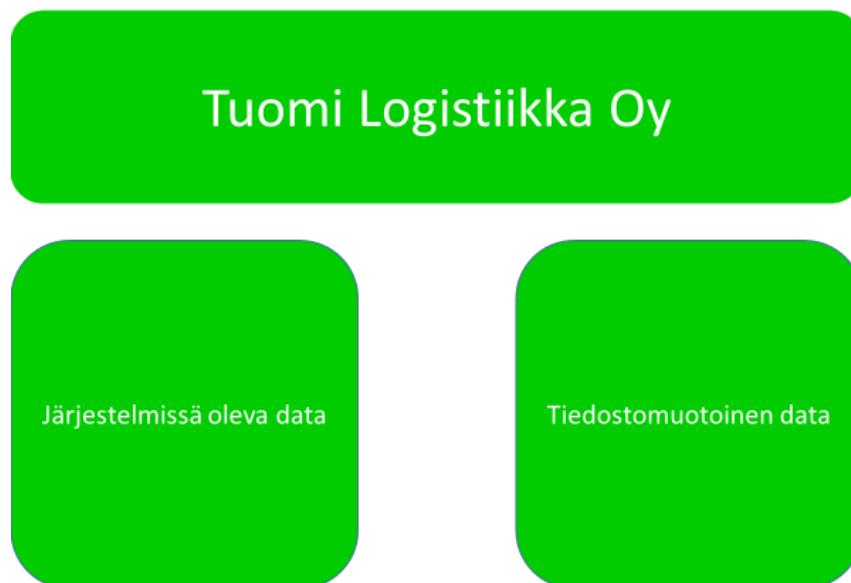 Tuomi Logistiikka Oy
Järjestelmissä oleva data
Tiedostomuotoinen data